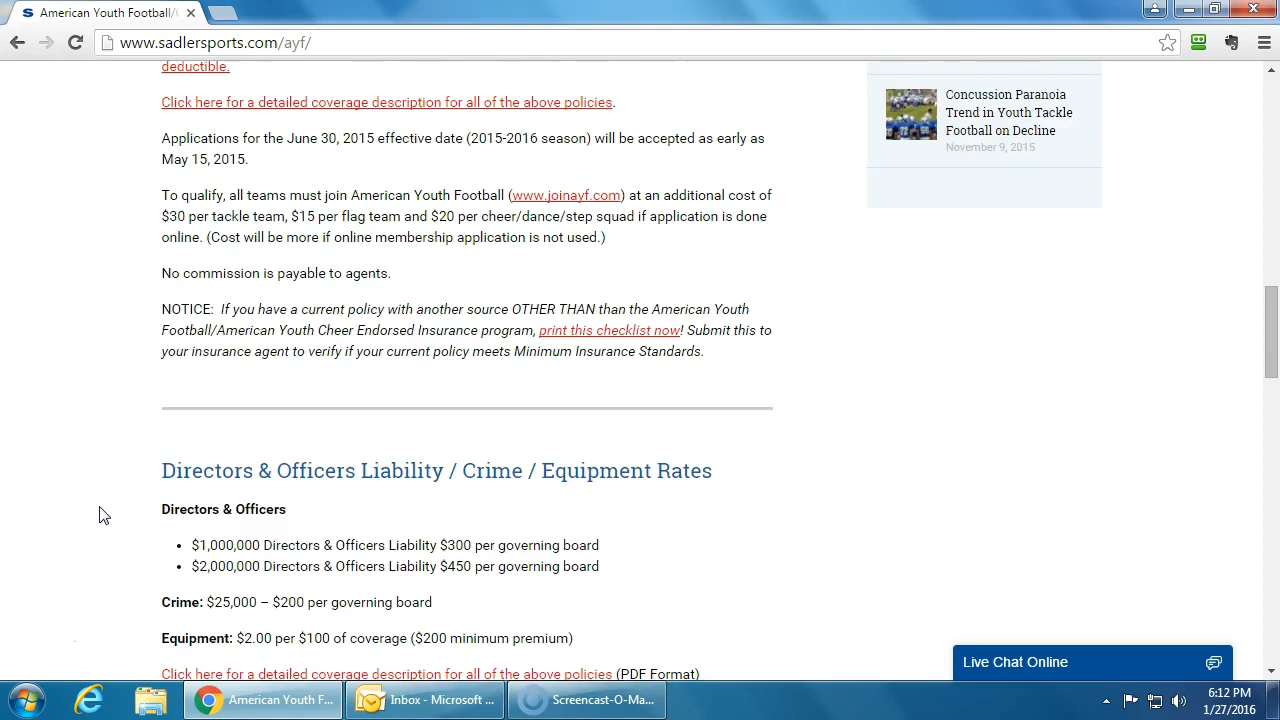 American Youth Football/
www.sadlersports.com/ayf/
deductible.
Click here for a detailed coverage description for all of the above policies.
Applications for the June 30, 2015 effective date (2015-2016 season) will be accepted as early as
May 15, 2015.
To qualify, all teams must join American Youth Football (www.joinayf.com) at an additional cost of
$30 per tackle team, $15 per flag team and $20 per cheer/dance/step squad if application is done
online. (Cost will be more if online membership application is not used.)
No commission is payable to agents.
NOTICE: If you have a current policy with another source OTHER THAN than the American Youth
Football/American Youth Cheer Endorsed Insurance program, print this checklist now! Submit this to
your insurance agent to verify if your current policy meets Minimum Insurance Standards.
Directors & Officers Liability / Crime / Equipment Rates
Directors & Officers
• $1,000,000 Directors & Officers Liability $300 per governing board
• $2,000,000 Directors & Officers Liability $450 per governing board
Crime: $25,000 – $200 per governing board
Equipment: $2.00 per $100 of coverage ($200 minimum premium)
Click here for a detailed coverage description for all of the above policies (PDF Format)
Concussion Paranoia
Trend in Youth Tackle
Football on Decline
November 9, 2015
Live Chat Online
American Youth F...
Inbox - Microsoft ...
Screencast-O-Ma...
6:12 PM
1/27/2016